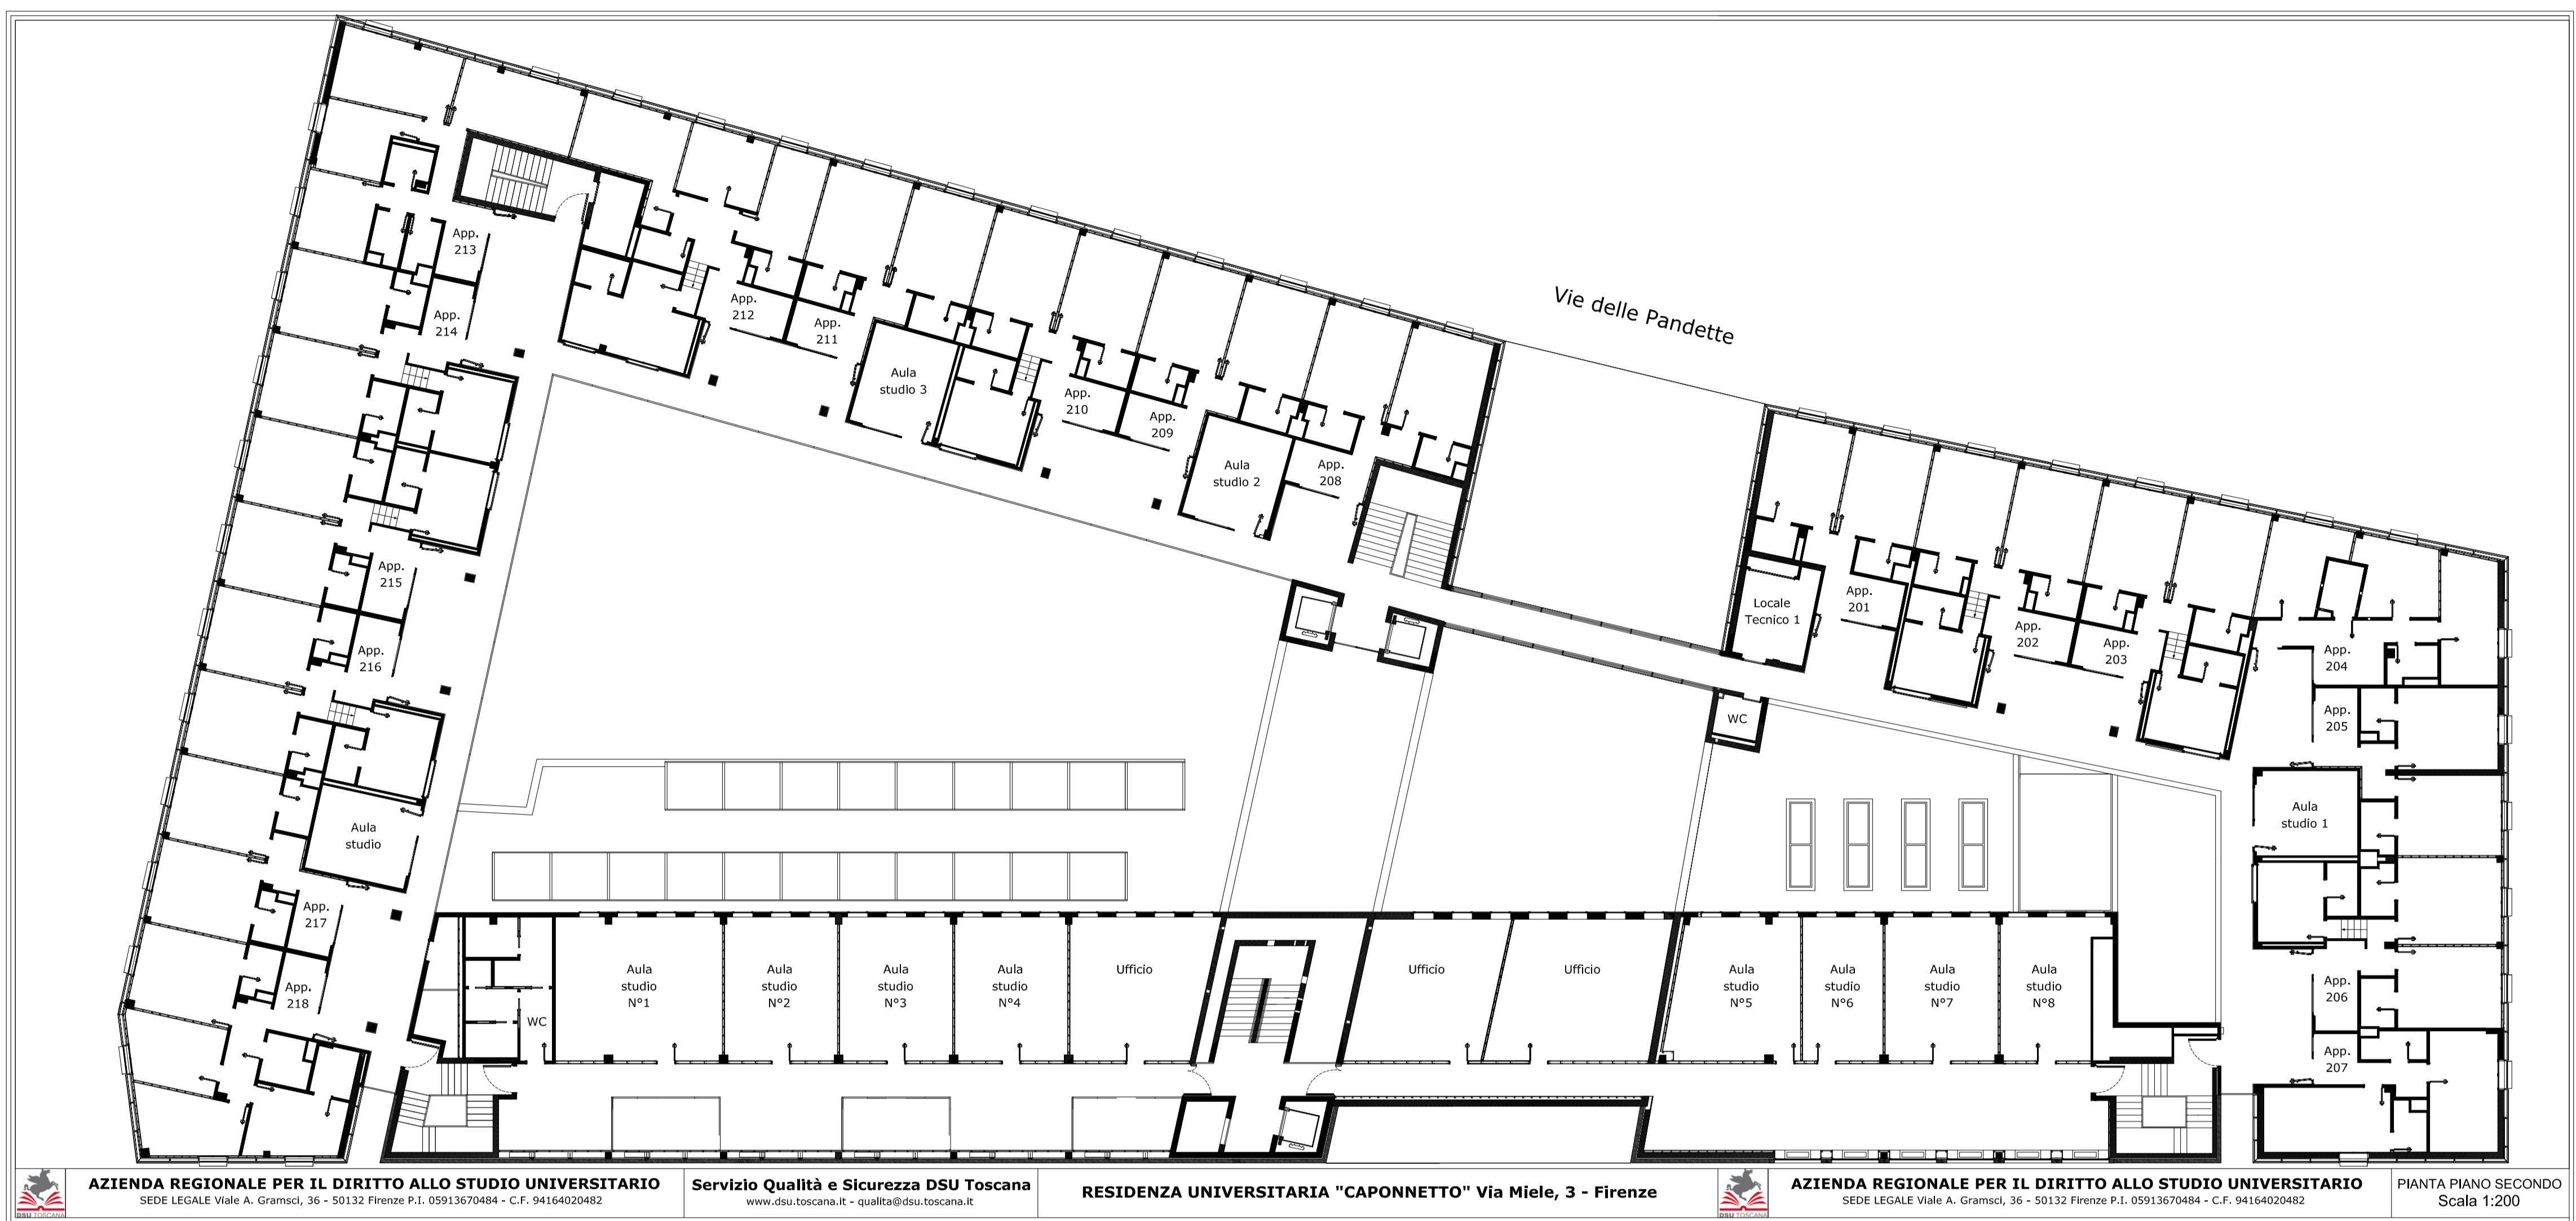 Vie delle Pandette
App.
213
App.
214
App.
212
App.
211
Aula
studio 3
App.
210
App.
209
Aula
studio 2
App.
208
App.
215
App.
216
Aula
studio
App.
217
App.
218
Locale
Tecnico 1
App.
201
App.
202
App.
203
App.
204
App.
205
WC
Aula
studio 1
App.
206
App.
207
WC
Aula
studio
N°1
Aula
studio
N°2
Aula
studio
N°3
Aula
studio
N°4
Ufficio
Ufficio
Ufficio
Aula
studio
N°5
Aula
studio
N°6
Aula
studio
N°7
Aula
studio
N°8
DSU TOSCANA
AZIENDA REGIONALE PER IL DIRITTO ALLO STUDIO UNIVERSITARIO
SEDE LEGALE Viale A. Gramsci, 36 - 50132 Firenze P.I. 05913670484 - C.F. 94164020482
Servizio Qualità e Sicurezza DSU Toscana
www.dsu.toscana.it - qualita@dsu.toscana.it
RESIDENZA UNIVERSITARIA "CAPONNETTO" Via Miele, 3 - Firenze
DSU TOSCANA
AZIENDA REGIONALE PER IL DIRITTO ALLO STUDIO UNIVERSITARIO
SEDE LEGALE Viale A. Gramsci, 36 - 50132 Firenze P.I. 05913670484 - C.F. 94164020482
PIANTA PIANO SECONDO
Scala 1:200